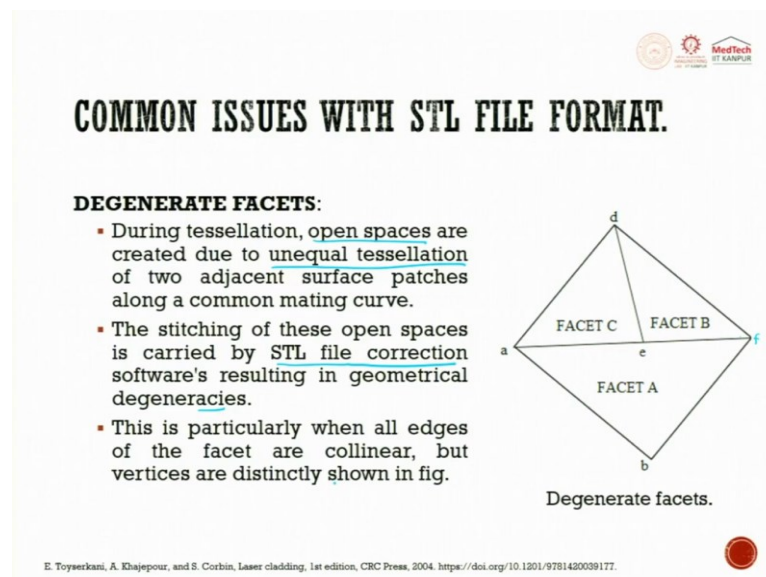 MedTech
IIT KANPUR
COMMON ISSUES WITH STL FILE FORMAT.
DEGENERATE FACETS:
▪ During tessellation, open spaces are
created due to unequal tessellation
of two adjacent surface patches
along a common mating curve.
▪ The stitching of these open spaces
is carried by STL file correction
software's resulting in geometrical
degeneracies.
▪ This is particularly when all edges
of the facet are collinear, but
vertices are distinctly shown in fig.
d
FACET C FACET B
a e f
FACET A
b
Degenerate facets.
E. Toyserkani, A. Khajepour, and S. Corbin, Laser cladding, 1st edition, CRC Press, 2004. https://doi.org/10.1201/9781420039177.